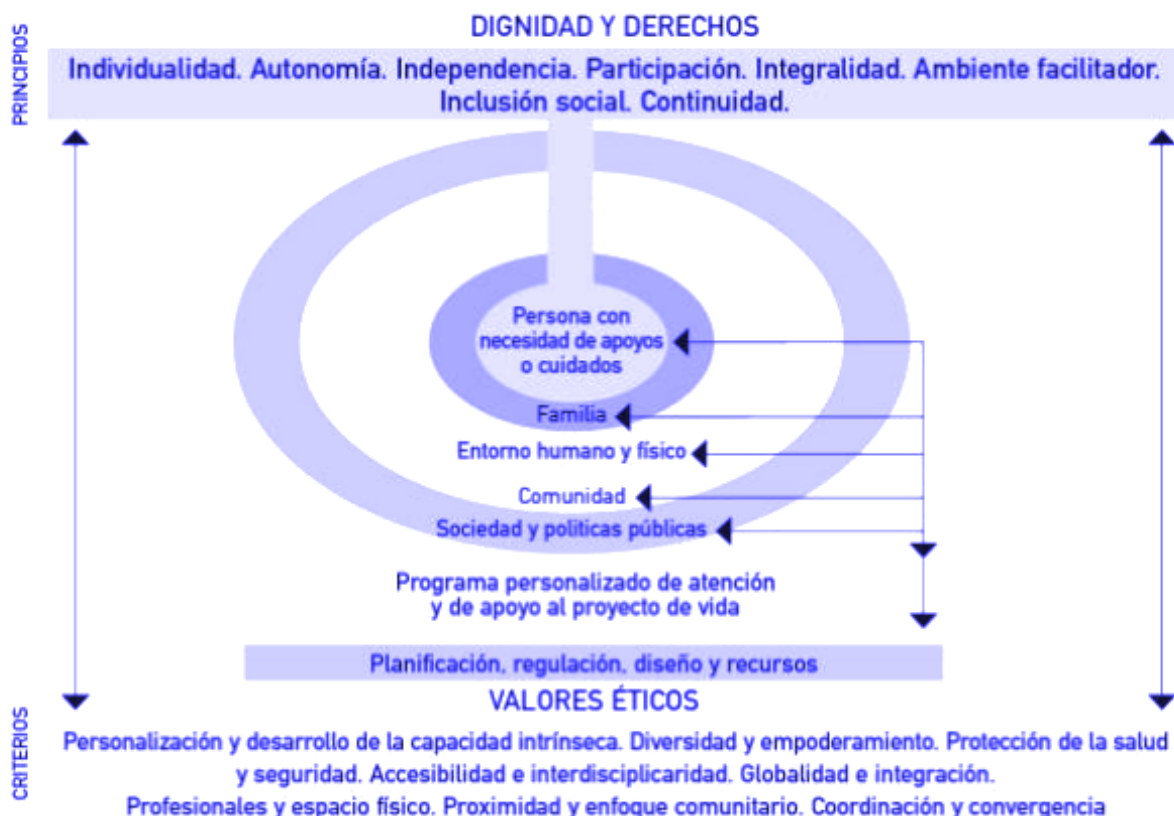 DIGNIDAD Y DERECHOS
PRINCIPIOS
Individualidad. Autonomía. Independencia. Participación. Integralidad. Ambiente facilitador.
Inclusión social. Continuidad.
Persona con
necesidad de apoyos
o cuidados
Familia
Entorno humano y físico
Comunidad
Sociedad y politicas públicas
Programa personalizado de atención
y de apoyo al proyecto de vida
Planificación, regulación, diseño y recursos
VALORES ÉTICOS
CRITERIOS
Personalización y desarrollo de la capacidad intrínseca. Diversidad y empoderamiento. Protección de la salud
y seguridad. Accesibilidad e interdisciplicaridad. Globalidad e integración.
Profesionales y espacio físico. Proximidad y enfoque comunitario. Coordinación y convergencia